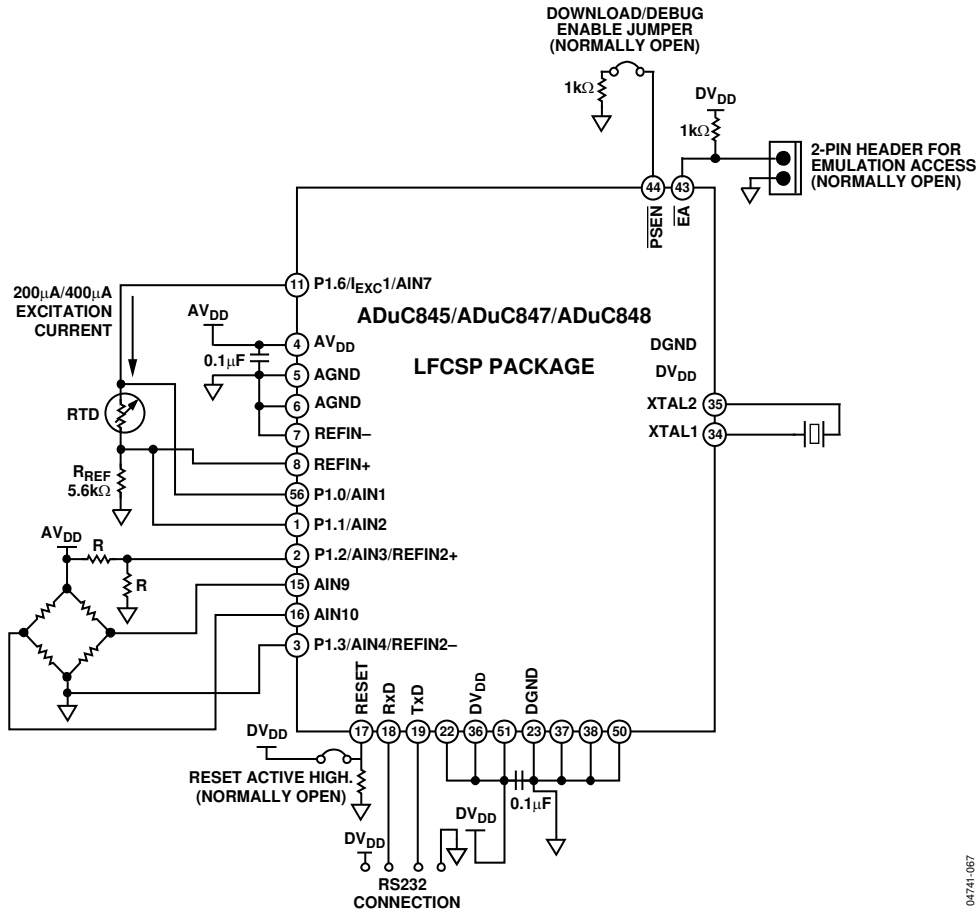 DOWNLOAD/DEBUG
ENABLE JUMPER
(NORMALLY OPEN)
1kΩ
DVDD
1kΩ
2-PIN HEADER FOR
EMULATION ACCESS
(NORMALLY OPEN)
44
43
PSEN
EA
200µA/400µA
EXCITATION
CURRENT
11
P1.6/IEXC1/AIN7
ADuC845/ADuC847/ADuC848
LFCSP PACKAGE
AVDD
4
AVDD
0.1µF
5
AGND
6
AGND
RTD
7
REFIN–
8
REFIN+
RREF
5.6kΩ
56
P1.0/AIN1
1
P1.1/AIN2
AVDD
R
2
P1.2/AIN3/REFIN2+
R
15
AIN9
16
AIN10
3
P1.3/AIN4/REFIN2–
DGND
DVDD
XTAL2
35
XTAL1
34
RESET
RxD
TxD
DVDD
DGND
17
18
19
22
36
51
23
37
38
50
DVDD
RESET ACTIVE HIGH.
(NORMALLY OPEN)
0.1µF
DVDD
DVDD
RS232
CONNECTION
04741-067